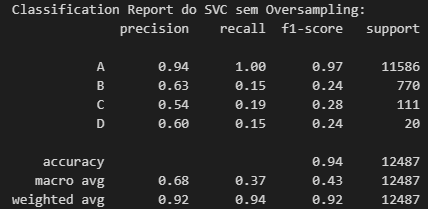 Classification Report do SVC sem Oversampling:
precision recall f1-score support
A 0.94 1.00 0.97 11586
B 0.63 0.15 0.24 770
C 0.54 0.19 0.28 111
D 0.60 0.15 0.24 20
accuracy 0.94 12487
macro avg 0.68 0.37 0.43 12487
weighted avg 0.92 0.94 0.92 12487